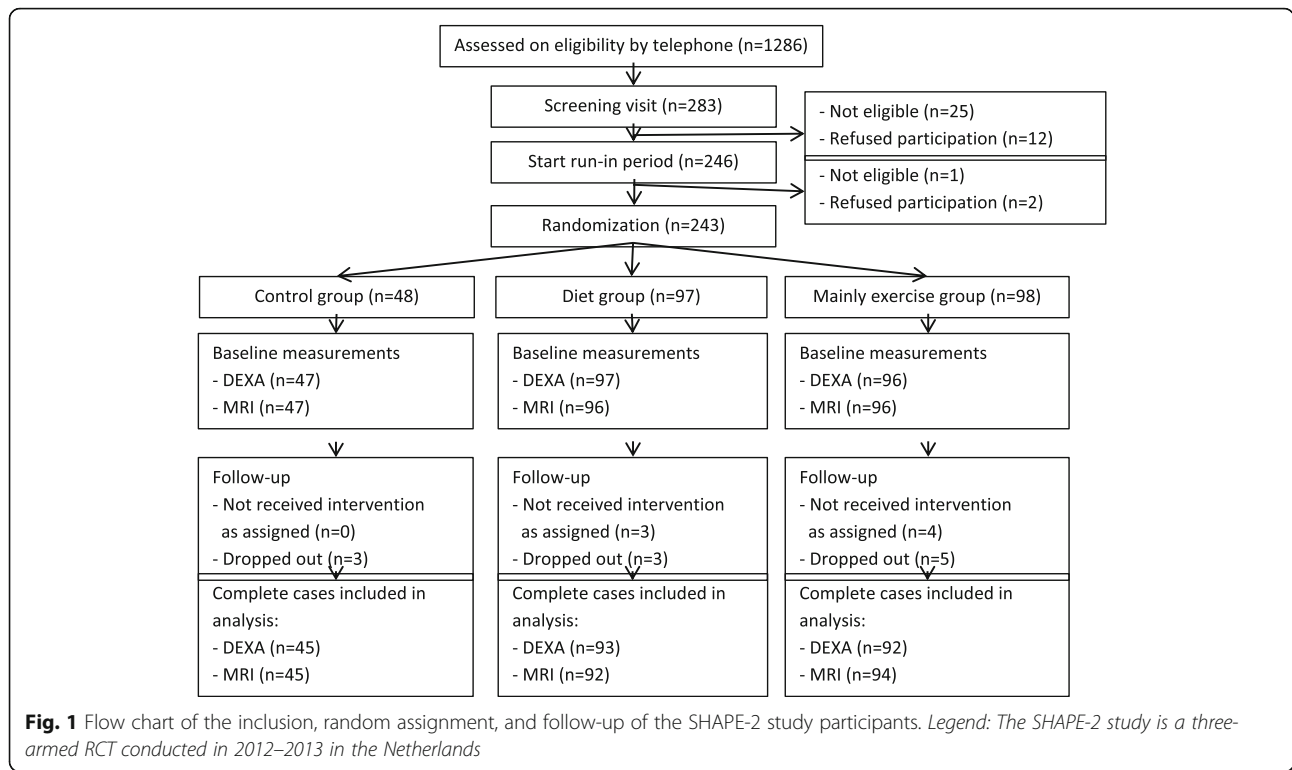 Assessed on eligibility by telephone (n=1286)
Screening visit (n=283)
- Not eligible (n=25)
- Refused participation (n=12)
Start run-in period (n=246)
- Not eligible (n=1)
- Refused participation (n=2)
Randomization (n=243)
Control group (n=48)
Diet group (n=97)
Mainly exercise group (n=98)
Baseline measurements
- DEXA (n=47)
- MRI (n=47)
Baseline measurements
- DEXA (n=97)
- MRI (n=96)
Baseline measurements
- DEXA (n=96)
- MRI (n=96)
Follow-up
- Not received intervention
as assigned (n=0)
- Dropped out (n=3)
Follow-up
- Not received intervention
as assigned (n=3)
- Dropped out (n=3)
Follow-up
- Not received intervention
as assigned (n=4)
- Dropped out (n=5)
Complete cases included in
analysis:
- DEXA (n=45)
- MRI (n=45)
Complete cases included in
analysis:
- DEXA (n=93)
- MRI (n=92)
Complete cases included in
analysis:
- DEXA (n=92)
- MRI (n=94)
Fig. 1 Flow chart of the inclusion, random assignment, and follow-up of the SHAPE-2 study participants. Legend: The SHAPE-2 study is a three-
armed RCT conducted in 2012–2013 in the Netherlands